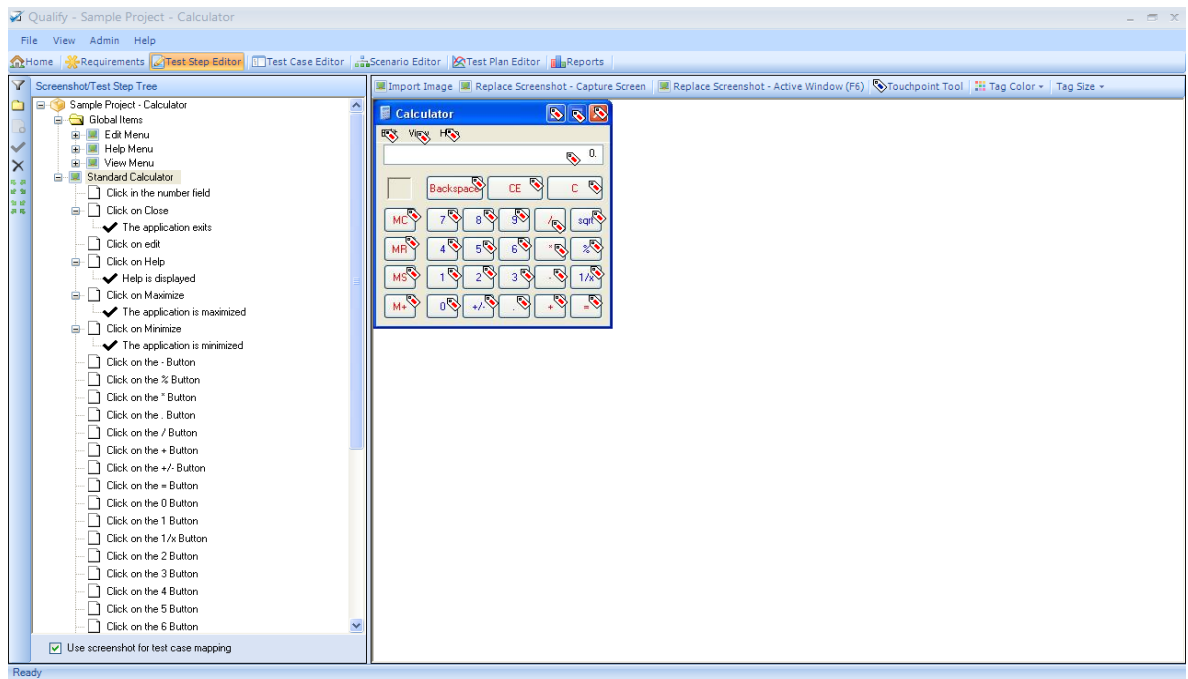 Qualify - Sample Project - Calculator
File View Admin Help
Home Requirements Test Step Editor Test Case Editor Scenario Editor Test Plan Editor Reports
Screenshot/Test Step Tree
Import Image Replace Screenshot - Capture Screen Replace Screenshot - Active Window (F6) Touchpoint Tool Tag Color Tag Size
Sample Project - Calculator
Global Items
Edit Menu
Help Menu
View Menu
Standard Calculator
Click in the number field
Click on Close
The application exits
Click on edit
Click on Help
Help is displayed
Click on Maximize
The application is maximized
Click on Minimize
The application is minimized
Click on the - Button
Click on the % Button
Click on the * Button
Click on the . Button
Click on the / Button
Click on the + Button
Click on the +/- Button
Click on the = Button
Click on the 0 Button
Click on the 1 Button
Click on the 1/x Button
Click on the 2 Button
Click on the 3 Button
Click on the 4 Button
Click on the 5 Button
Click on the 6 Button
Use screenshot for test case mapping
Ready
Calculator
View
0.
Backspace CE C
MC 7 8 9 / sqrt
MR 4 5 6 * %
MS 1 2 3 - 1/x
M+ 0 +/- . + =